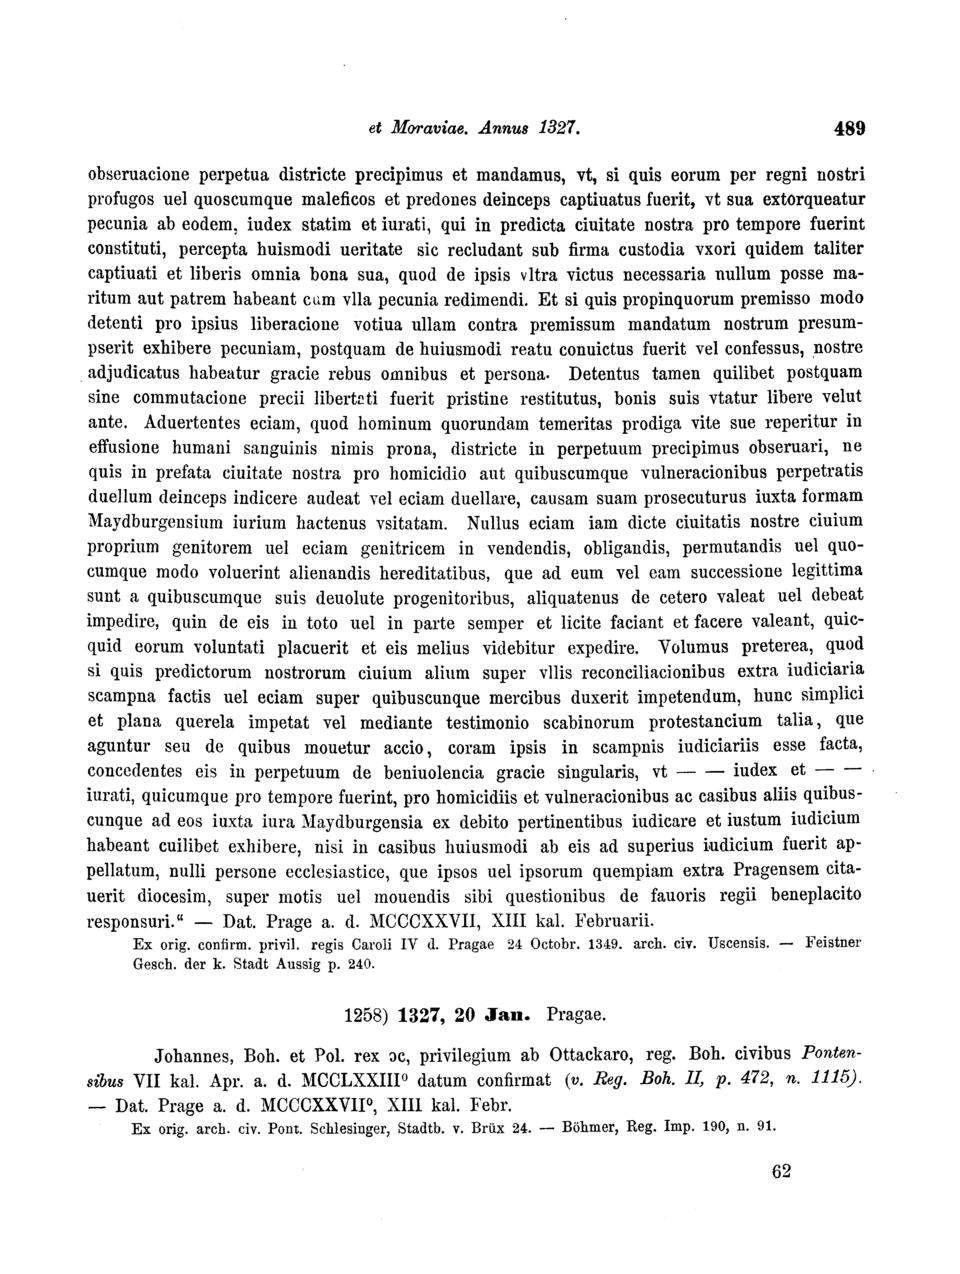 et Moraviae. Annus 1327. 489
obseruacione perpetua districte precipimus et mandamus, vt, si quis eorum per regni nostri
profugos uel quoscumque maleficos et predones deinceps captiuatus fuerit, vt sua extorqueatur
pecunia ab eodem, iudex statim et iurati, qui in predicta ciuitate nostra pro tempore fuerint
constituti, percepta huismodi ueritate sic recludant sub firma custodia vxori quidem taliter
captiuati et liberis omnia bona sua, quod de ipsis vltra victus necessaria nullum posse ma-
ritum aut patrem habeant cum vlla pecunia redimendi. Et si quis propinquorum premisso modo
detenti pro ipsius liberacione votiua ullam contra premissum mandatum nostrum presum-
pserit exhibere pecuniam, postquam de huiusmodi reatu conuictus fuerit vel confessus, nostre
adjudicatus habeatur gracie rebus omnibus et persona. Detentus tamen quilibet postquam
sine commutacione precii libertati fuerit pristine restitutus, bonis suis vtatur libere velut
ante. Aduertentes eciam, quod hominum quorundam temeritas prodiga vite sue reperitur in
effusione humani sanguinis nimis prona, districte in perpetuum precipimus obseruari, ne
quis in prefata ciuitate nostra pro homicidio aut quibuscumque vulneracionibus perpetratis
duellum deinceps indicere audeat vel eciam duellare, causam suam prosecuturus iuxta formam
Maydburgensium iurium hactenus vsitatam. Nullus eciam iam dicte ciuitatis nostre ciuium
proprium genitorem uel eciam genitricem in vendendis, obligandis, permutandis uel quo-
cumque modo voluerint alienandis hereditatibus, que ad eum vel eam successione legittima
sunt a quibuscumque suis deuolute progenitoribus, aliquatenus de cetero valeat uel debeat
impedire, quin de eis in toto uel in parte semper et licite faciant et facere valeant, quic-
quid eorum voluntati placuerit et eis melius videbitur expedire. Volumus preterea, quod
si quis predictorum nostrorum ciuium alium super vllis reconciliacionibus extra iudiciaria
scampna factis uel eciam super quibuscunque mercibus duxerit impetendum, hunc simplici
et plana querela impetat vel mediante testimonio scabinorum protestancium talia, que
aguntur seu de quibus mouetur accio, coram ipsis in scampnis iudiciariis esse facta,
concedentes eis in perpetuum de beniuolencia gracie singularis, vt — — iudex et — —
iurati, quicumque pro tempore fuerint, pro homicidiis et vulneracionibus ac casibus aliis quibus-
cunque ad eos iuxta iura Maydburgensia ex debito pertinentibus iudicare et iustum iudicium
habeant cuilibet exhibere, nisi in casibus huiusmodi ab eis ad superius iudicium fuerit ap-
pellatum, nulli persone ecclesiastice, que ipsos uel ipsorum quempiam extra Pragensem cita-
uerit diocesim, super motis uel mouendis sibi questionibus de fauoris regii beneplacito
responsuri.“ — Dat. Prage a. d. MCCCXXVII, XIII kal. Februarii.
Ex orig. confirm. privil. regis Caroli IV d. Pragae 24 Octobr. 1349. arch. civ. Uscensis. — Feistner
Gesch. der k. Stadt Aussig p. 240.
1258) 1327, 20 Jan. Pragae.
Johannes, Boh. et Pol. rex ɔc, privilegium ab Ottackaro, reg. Boh. civibus Ponten-
sibus VII kal. Apr. a. d. MCCLXXIII⁰ datum confirmat (v. Reg. Boh. II, p. 472, n. 1115).
— Dat. Prage a. d. MCCCXXVII⁰, XIII kal. Febr.
Ex orig. arch. civ. Pont. Schlesinger, Stadtb. v. Brüx 24. — Böhmer, Reg. Imp. 190, n. 91.
62